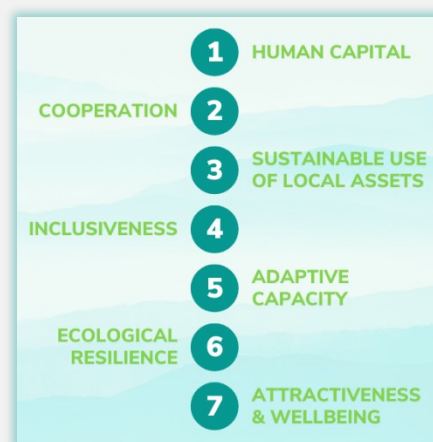 1 HUMAN CAPITAL
COOPERATION 2
3 SUSTAINABLE USE
OF LOCAL ASSETS
INCLUSIVENESS 4
5 ADAPTIVE
CAPACITY
ECOLOGICAL
RESILIENCE 6
7 ATTRACTIVENESS
& WELLBEING